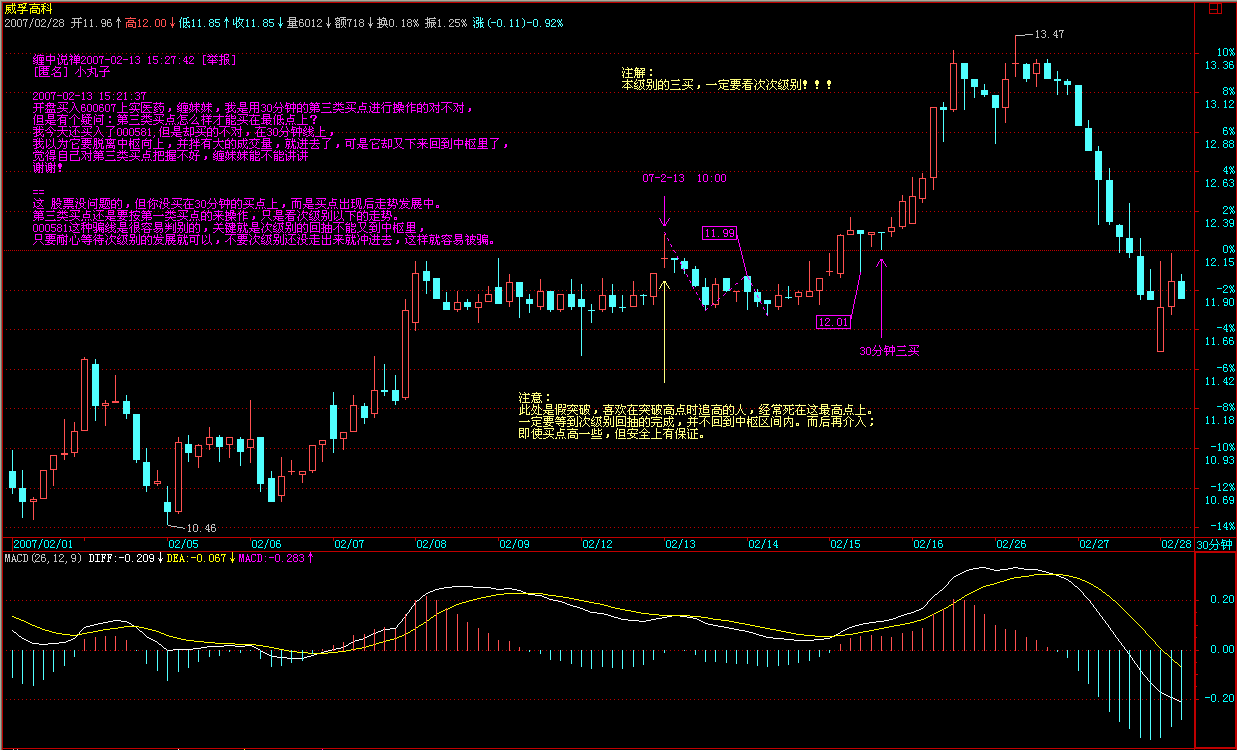 威孚高科
2007/02/28 开11.96↑高12.00↓低11.85↑收11.85↓量6012↓额718↓换0.18% 振1.25% 涨(-0.11)-0.92%
缠中说禅2007-02-13 15:27:42 [举报]
[匿名] 小丸子
2007-02-13 15:21:37
开盘买入600607上实医药，缠妹妹，我是用30分钟的第三类买点进行操作的对不对，
但是有个疑问：第三类买点怎么样才能买在最低点上？
我今天还买入了000581,但是却买的不对，在30分钟线上，
我以为它要脱离中枢向上，并拌有大的成交量，就进去了，可是它却又下来回到中枢里了，
觉得自己对第三类买点把握不好，缠妹妹能不能讲讲
谢谢！
==
这 股票没问题的，但你没买在30分钟的买点上，而是买点出现后走势发展中。
第三类买点还是要按第一类买点的来操作，只是看次级别以下的走势。
000581这种骗线是很容易判别的，关键就是次级别的回抽不能又到中枢里，
只要耐心等待次级别的发展就可以，不要次级别还没走出来就冲进去，这样就容易被骗。
注解：
本级别的三买，一定要看次次级别！！！
13.47
07-2-13 10:00
11.99
12.01
30分钟三买
注意：
此处是假突破，喜欢在突破高点时追高的人，经常死在这最高点上。
一定要等到次级别回抽的完成，并不回到中枢区间内。而后再介入；
即使买点高一些，但安全上有保证。
10.46
10%
13.36
8%
13.12
6%
12.88
4%
12.63
2%
12.39
0%
12.15
-2%
11.90
-4%
11.66
-6%
11.42
-8%
11.18
-10%
10.93
-12%
10.69
-14%
2007/02/01 02/05 02/06 02/07 02/08 02/09 02/12 02/13 02/14 02/15 02/16 02/26 02/27 02/28 30分钟
MACD(26,12,9) DIFF:-0.209↓DEA:-0.067↓MACD:-0.283↑
0.20
0.00
-0.20